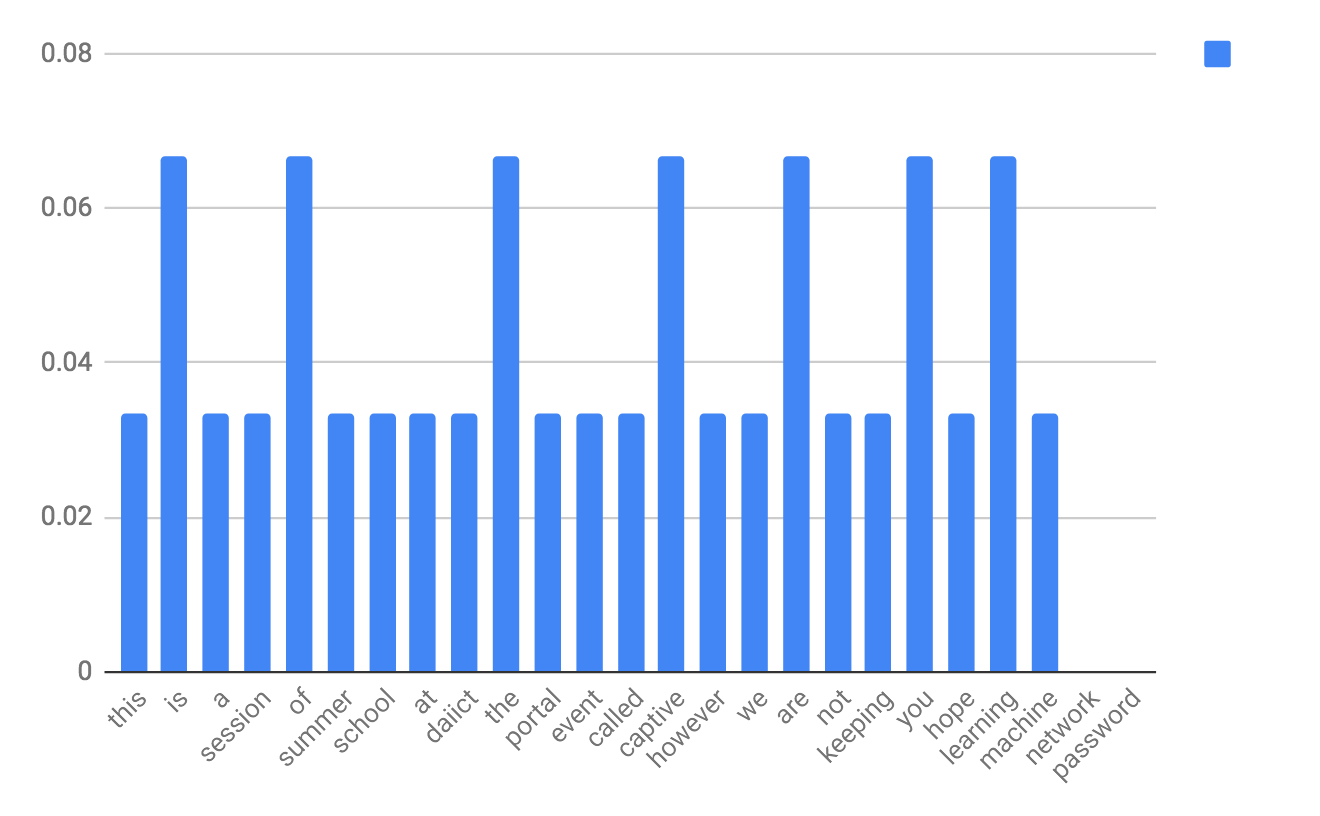 0.08
0.06
0.04
0.02
0
this
is
a
session
of
summer
school
at
daiict
the
portal
event
called
captive
however
we
are
not
keeping
you
hope
learning
machine
network
password